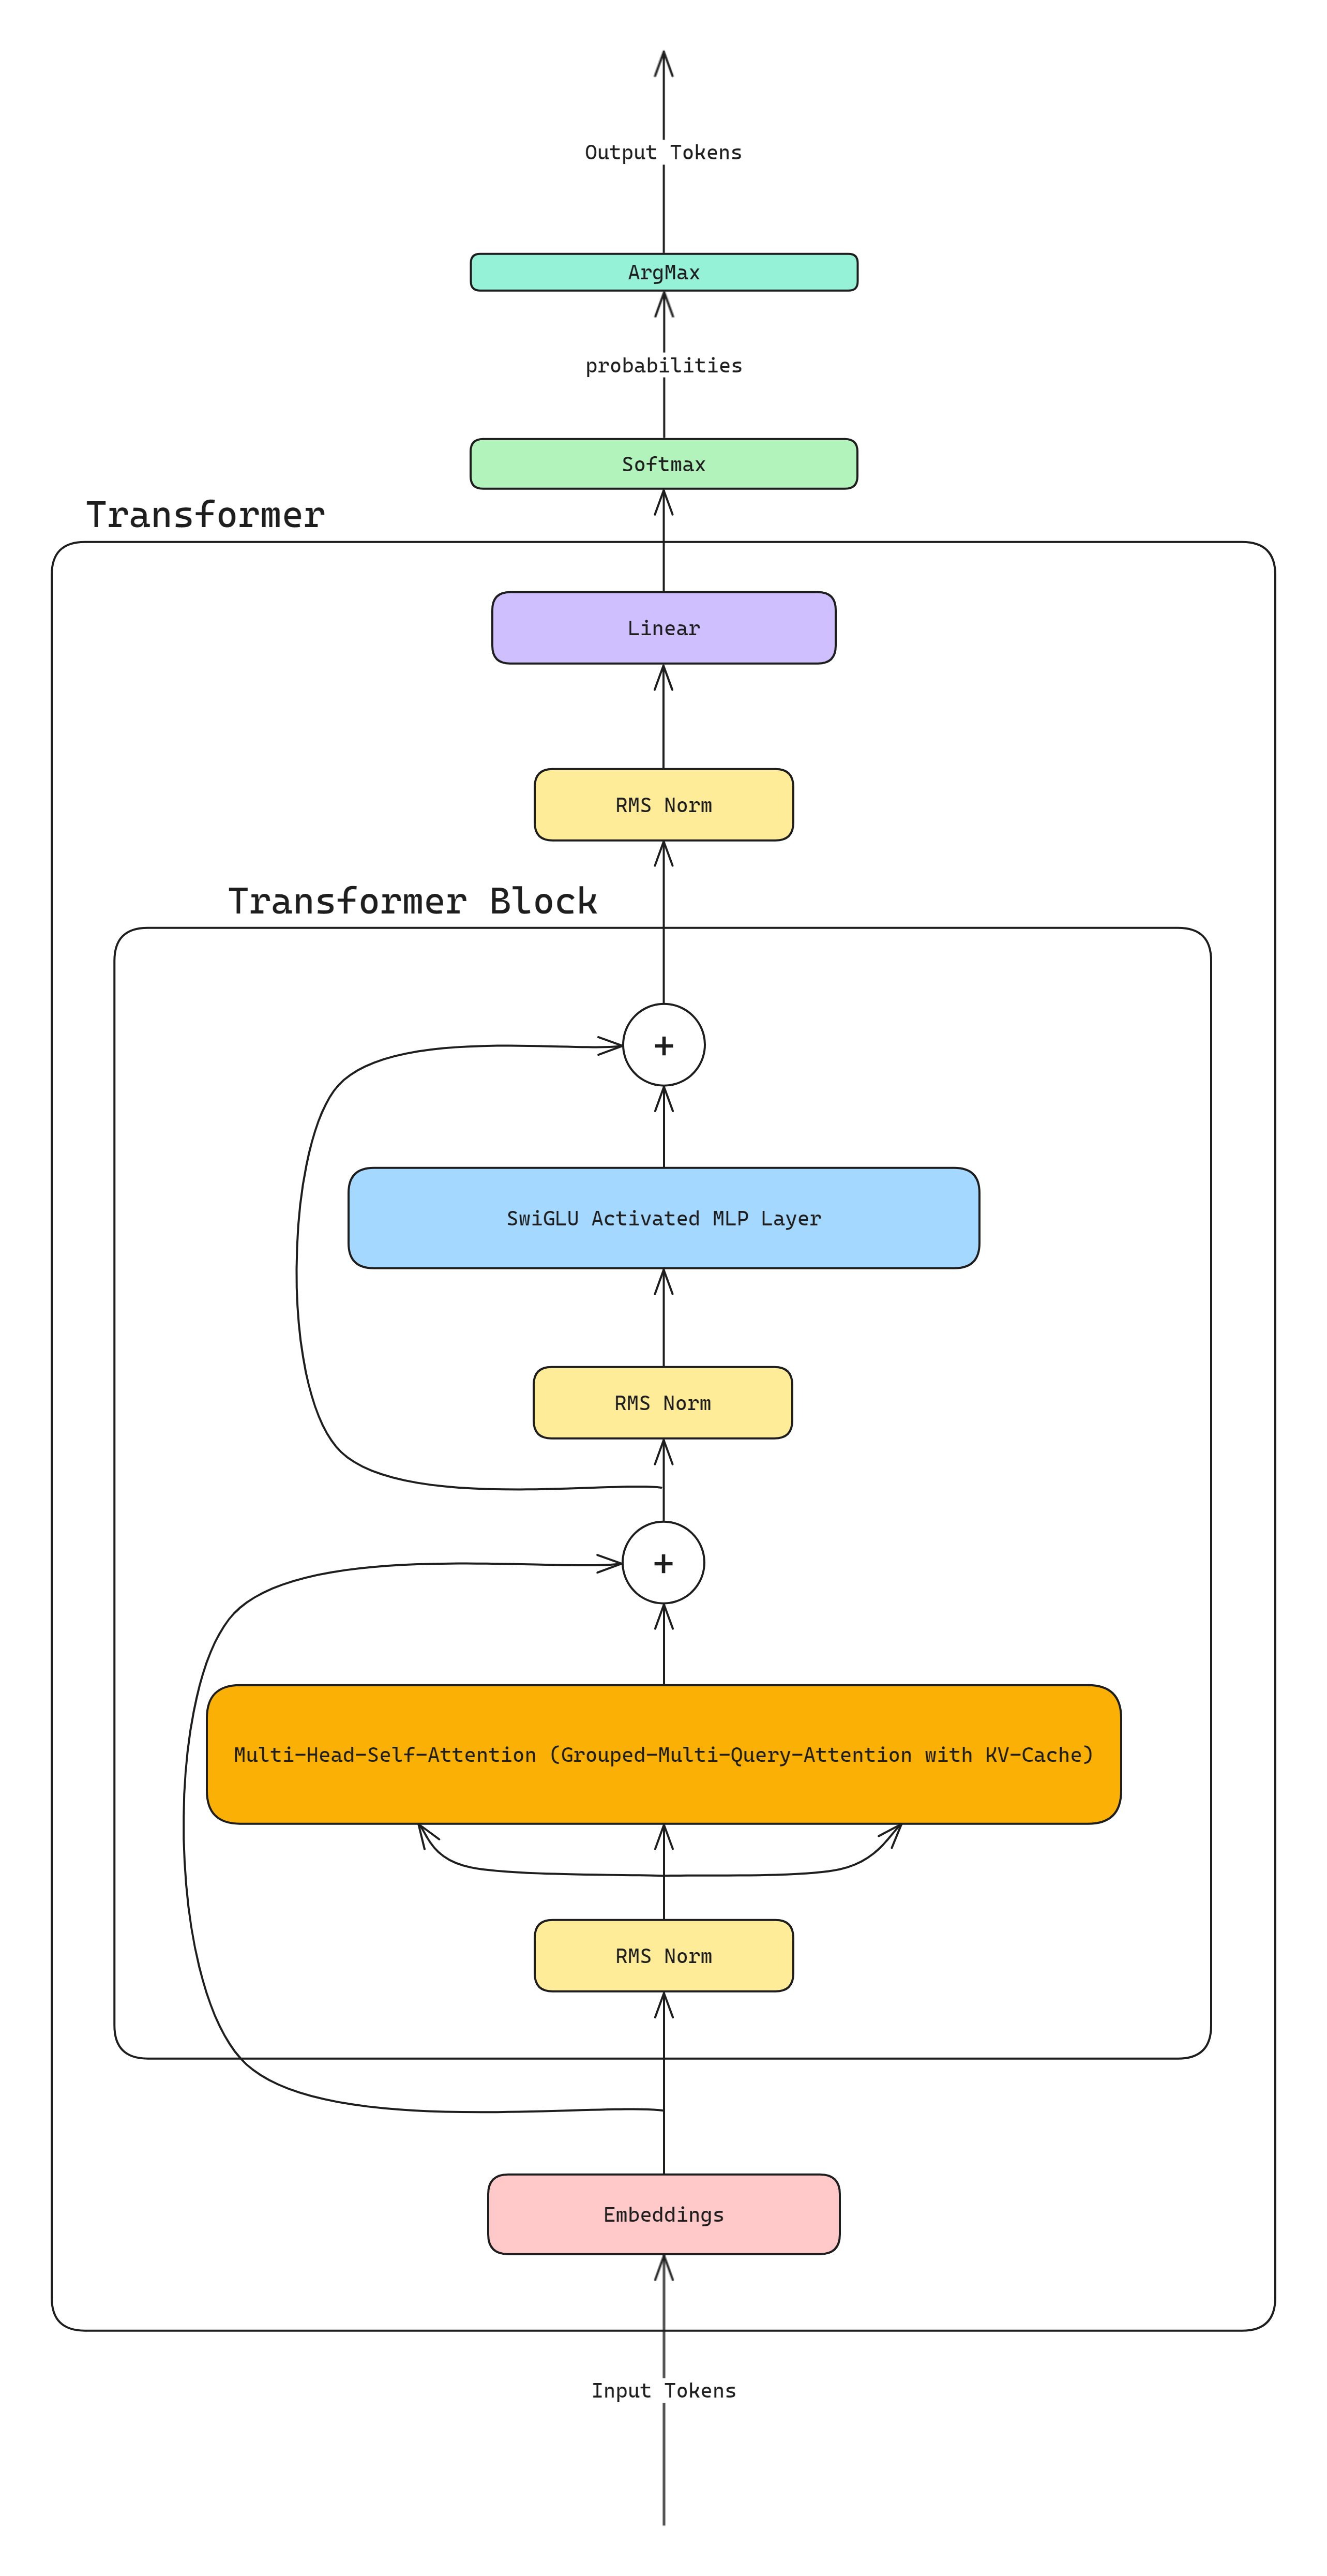 Output Tokens
ArgMax
probabilities
Softmax
Transformer
Linear
RMS Norm
Transformer Block
+
SwiGLU Activated MLP Layer
RMS Norm
+
Multi-Head-Self-Attention (Grouped-Multi-Query-Attention with KV-Cache)
RMS Norm
Embeddings
Input Tokens